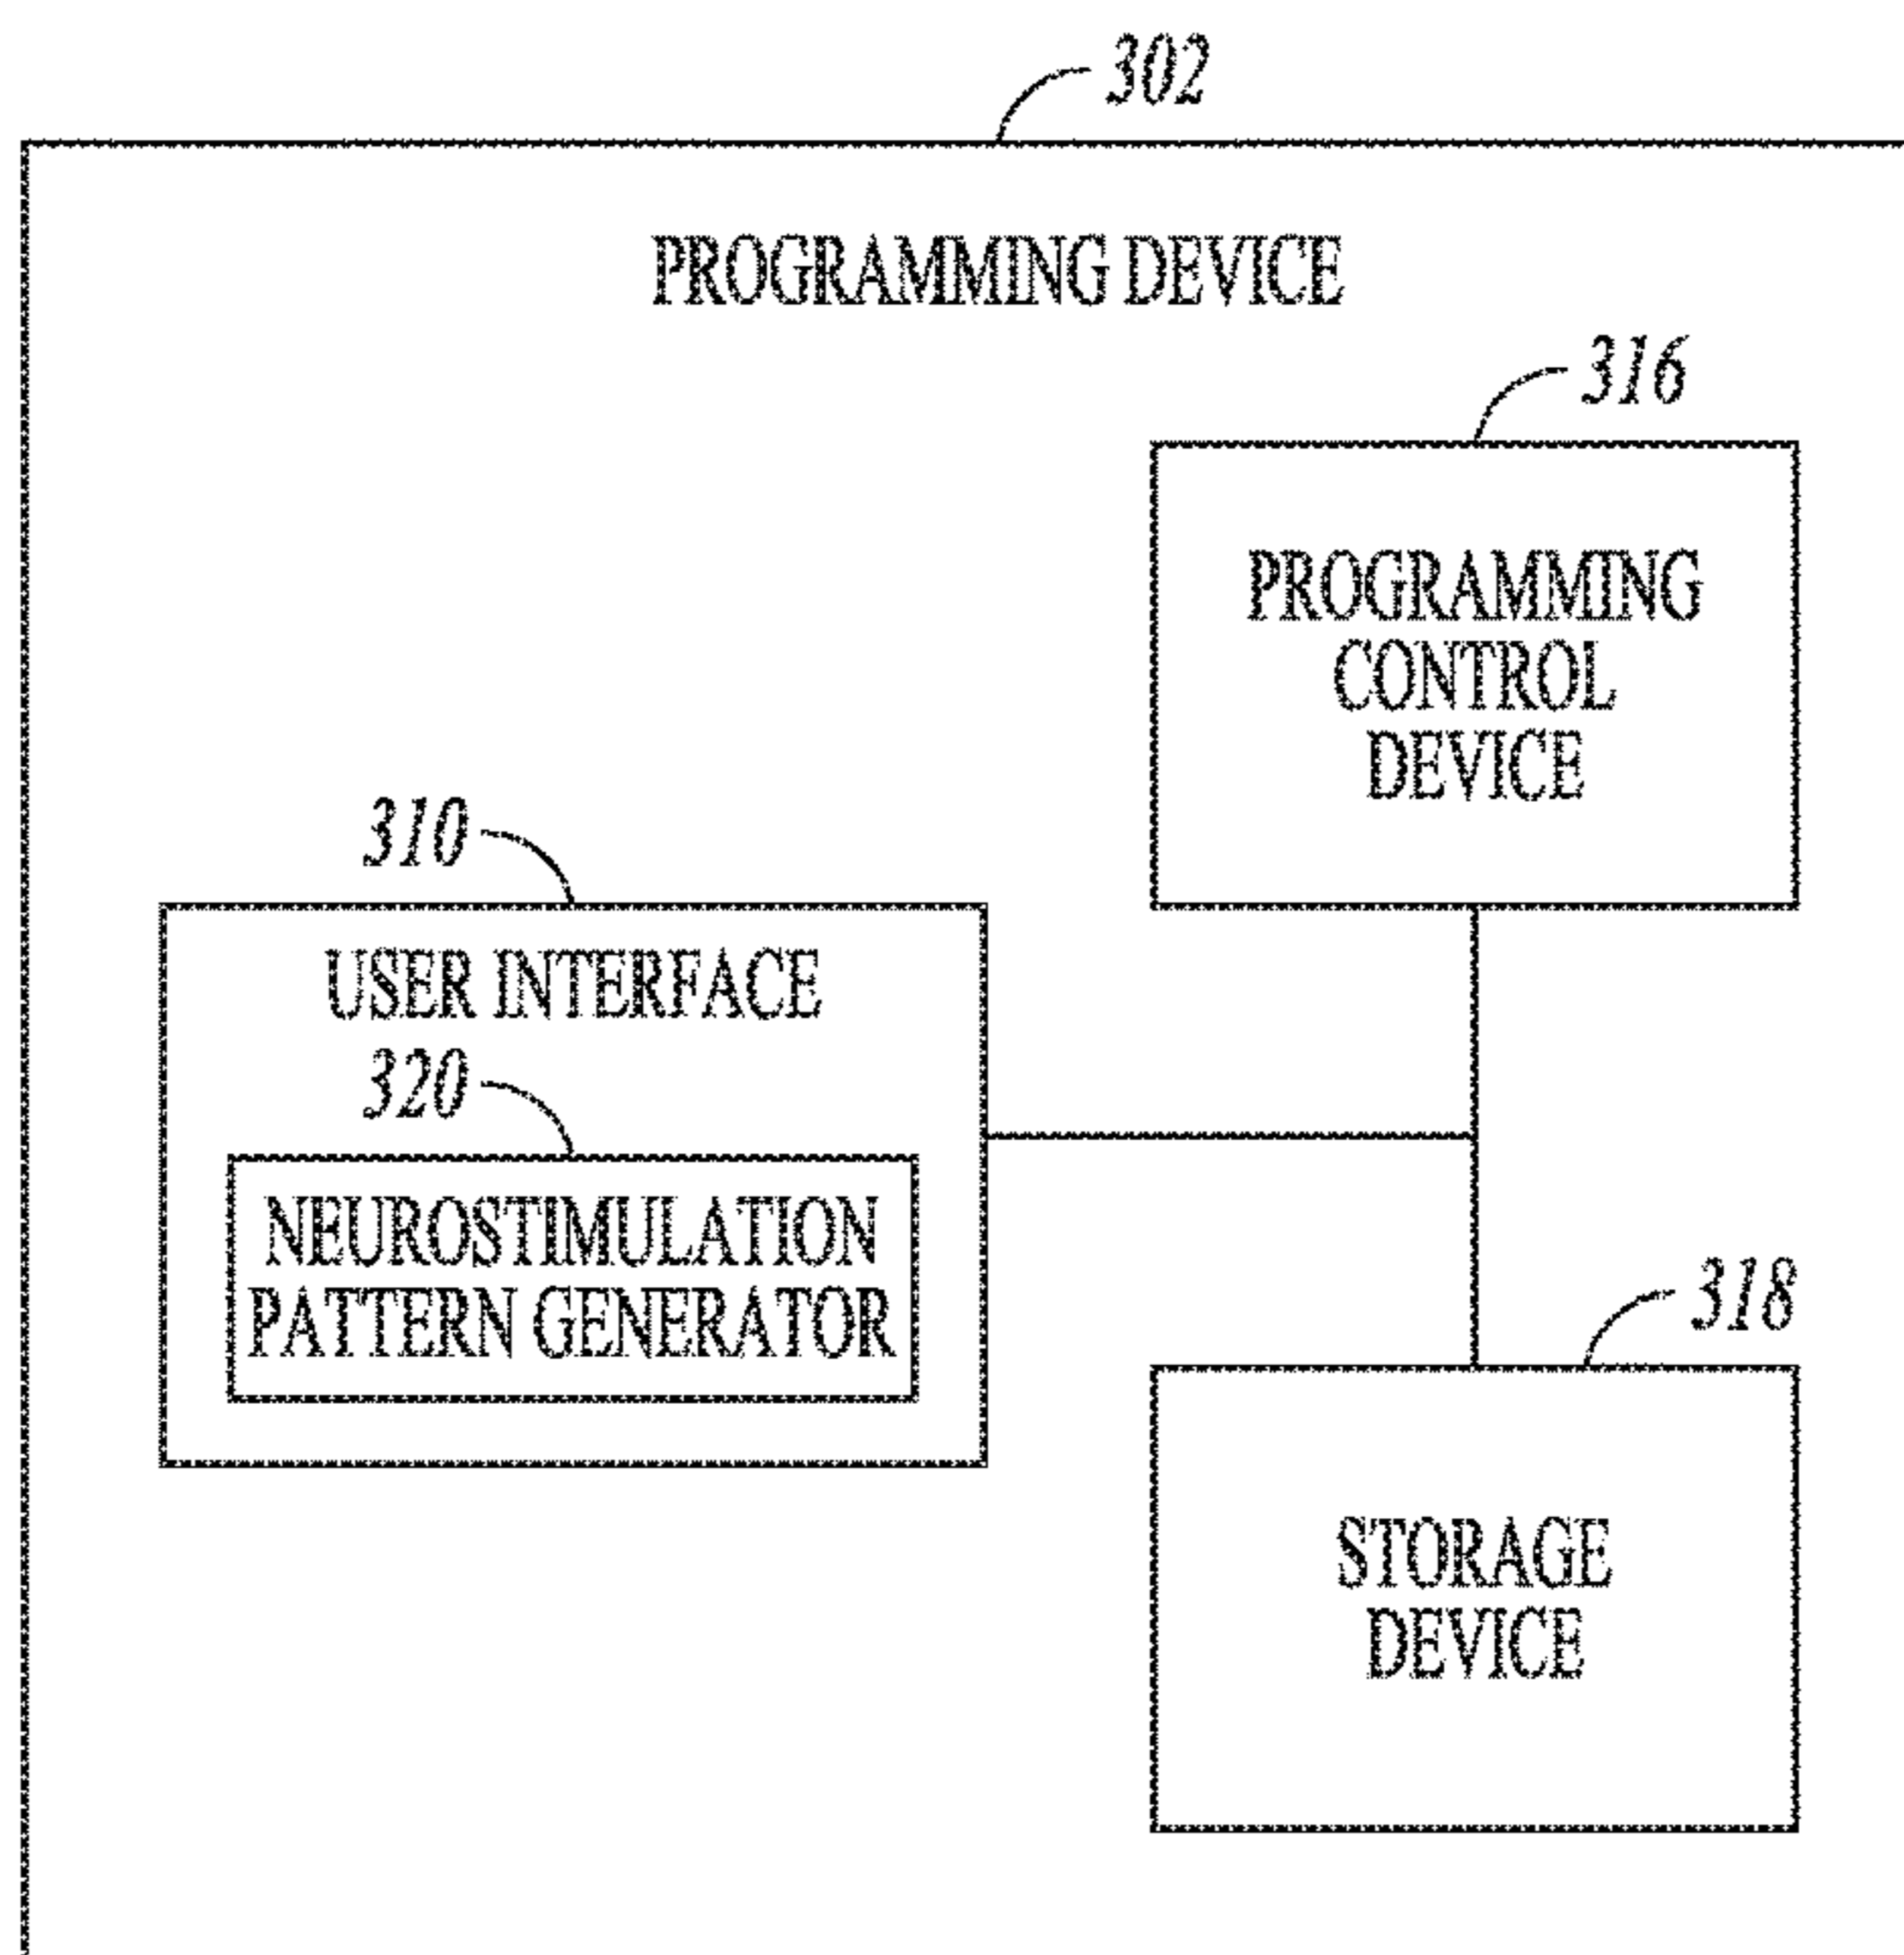 302
PROGRAMMING DEVICE
316
PROGRAMMING
CONTROL
DEVICE
310
USER INTERFACE
320
NEUROSTIMULATION
PATTERN GENERATOR
318
STORAGE
DEVICE